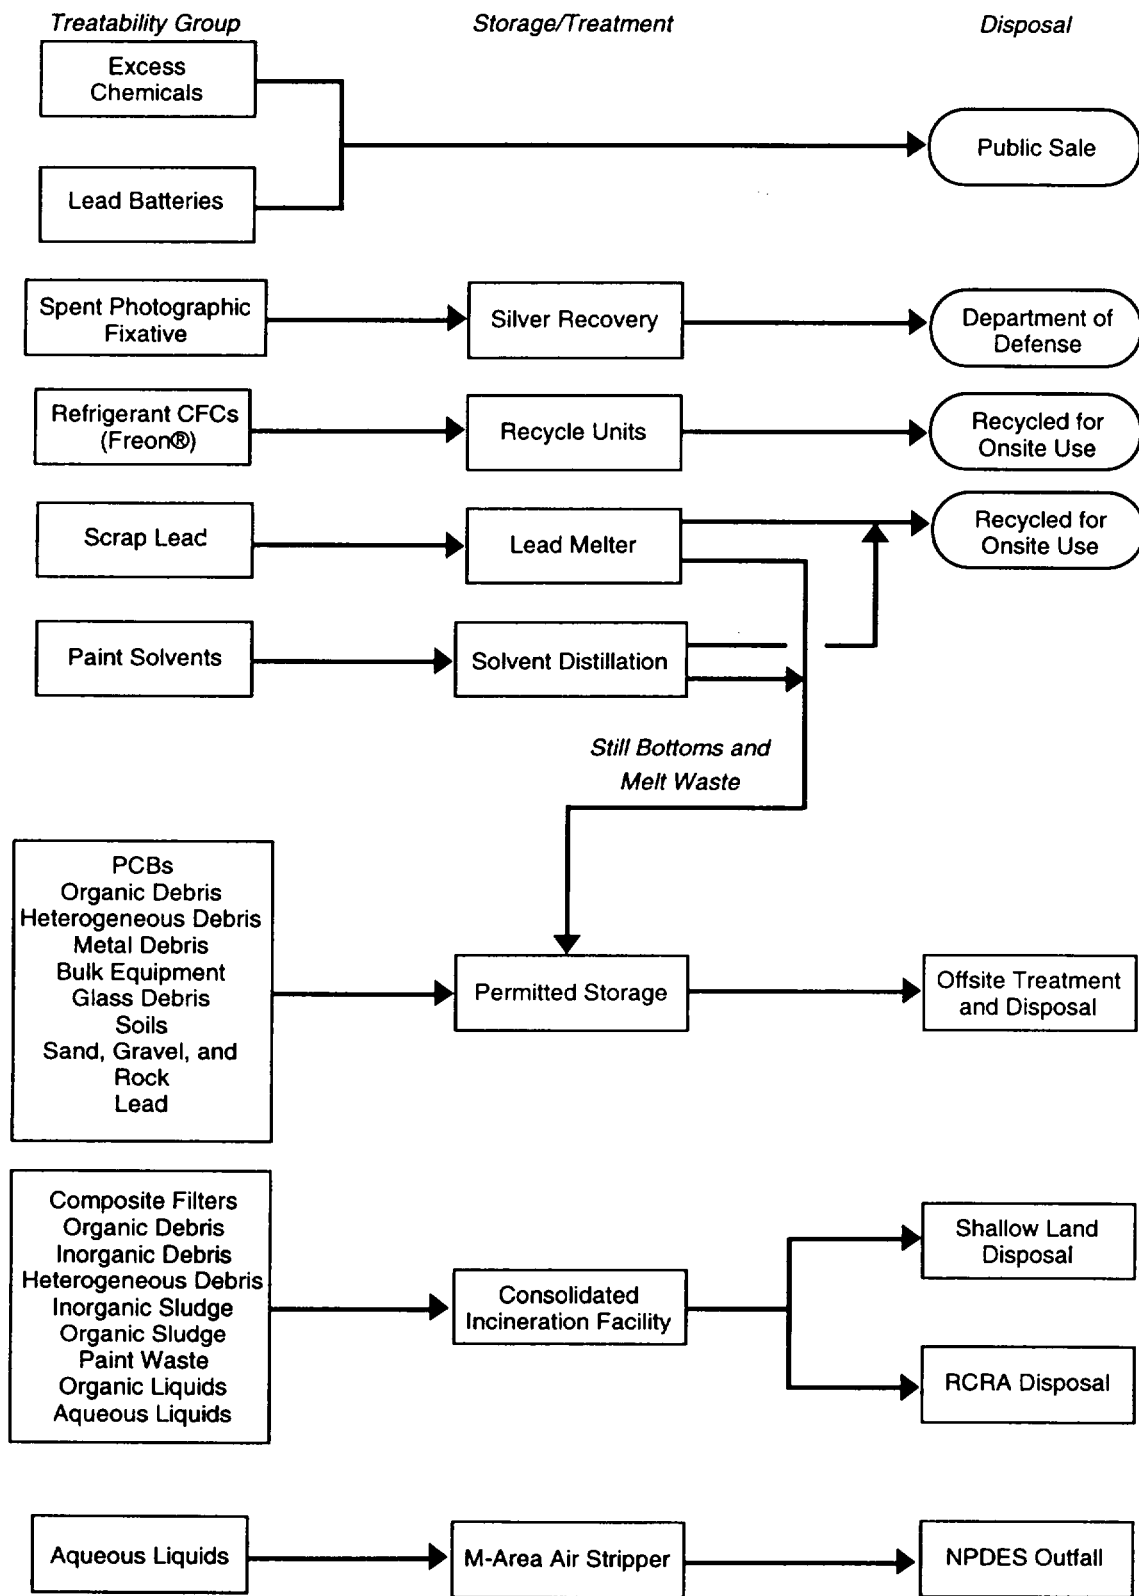 Treatability Group
Storage/Treatment
Disposal
Excess
Chemicals
Public Sale
Lead Batteries
Spent Photographic
Fixative
Silver Recovery
Department of
Defense
Refrigerant CFCs
(Freon®)
Recycle Units
Recycled for
Onsite Use
Scrap Lead
Lead Melter
Recycled for
Onsite Use
Paint Solvents
Solvent Distillation
Still Bottoms and
Melt Waste
PCBs
Organic Debris
Heterogeneous Debris
Metal Debris
Bulk Equipment
Glass Debris
Soils
Sand, Gravel, and
Rock
Lead
Permitted Storage
Offsite Treatment
and Disposal
Composite Filters
Organic Debris
Inorganic Debris
Heterogeneous Debris
Inorganic Sludge
Organic Sludge
Paint Waste
Organic Liquids
Aqueous Liquids
Consolidated
Incineration Facility
Shallow Land
Disposal
RCRA Disposal
Aqueous Liquids
M-Area Air Stripper
NPDES Outfall